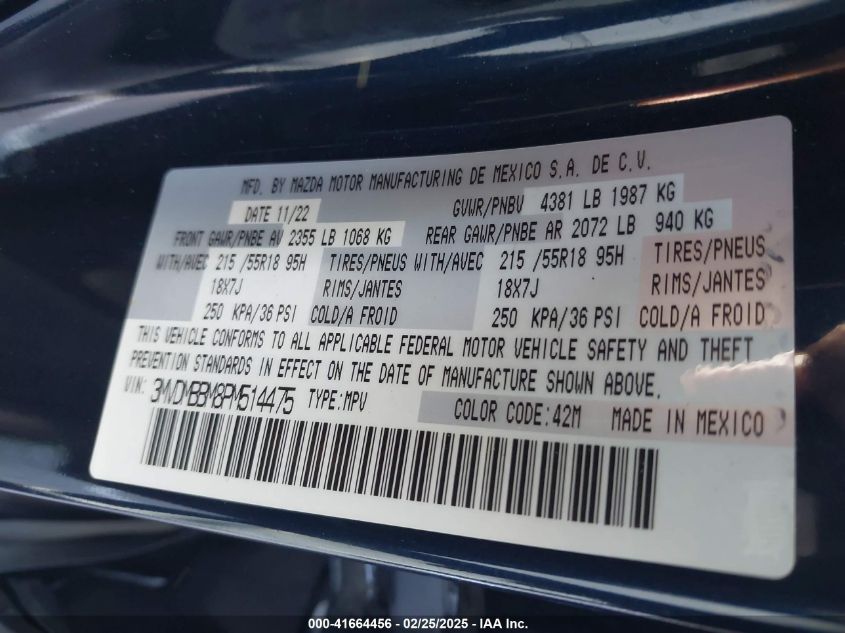 MFD. BY MAZDA MOTOR MANUFACTURING DE MEXICO S.A. DE C.V.
DATE 11/22 GVWR/PNBV 4381 LB 1987 KG
FRONT GAWR/PNBE AV 2355 LB 1068 KG REAR GAWR/PNBE AR 2072 LB 940 KG
WITH/AVEC 215 /55R18 95H TIRES/PNEUS WITH/AVEC 215 /55R18 95H TIRES/PNEUS
18X7J RIMS/JANTES 18X7J RIMS/JANTES
250 KPA/36 PSI COLD/A FROID 250 KPA/36 PSI COLD/A FROID
THIS VEHICLE CONFORMS TO ALL APPLICABLE FEDERAL MOTOR VEHICLE SAFETY AND THEFT
PREVENTION STANDARDS IN EFFECT ON THE DATE OF MANUFACTURE SHOWN ABOVE.
VIN: 3MVDMBBM8PM514475 TYPE:MPV
COLOR CODE:42M MADE IN MEXICO
000-41664456 - 02/25/2025 - IAA Inc.